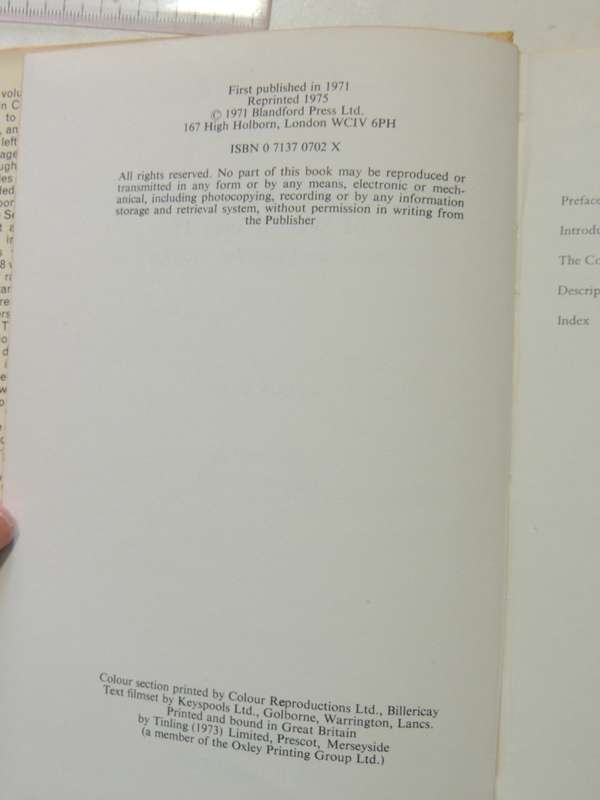 First published in 1971
Reprinted 1975
© 1971 Blandford Press Ltd.
167 High Holborn, London WC1V 6PH
ISBN 0 7137 0702 X
All rights reserved. No part of this book may be reproduced or
transmitted in any form or by any means, electronic or mech-
anical, including photocopying, recording or by any information
storage and retrieval system, without permission in writing from
the Publisher
Colour section printed by Colour Reproductions Ltd., Billericay
Text filmset by Keyspools Ltd., Golborne, Warrington, Lancs.
Printed and bound in Great Britain
by Tinling (1973) Limited, Prescot, Merseyside
(a member of the Oxley Printing Group Ltd.)
Preface
Introdu
The Co
Descrip
Index